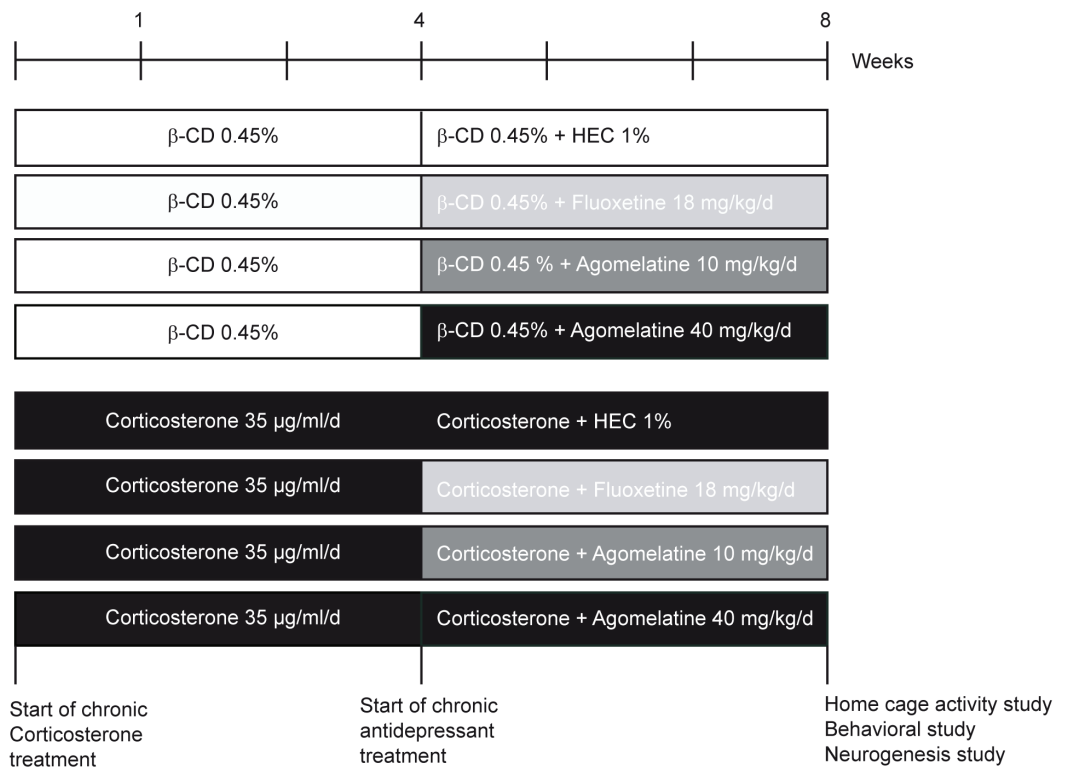 1 4 8
Weeks
β-CD 0.45% β-CD 0.45% + HEC 1%
β-CD 0.45% β-CD 0.45% + Fluoxetine 18 mg/kg/d
β-CD 0.45% β-CD 0.45 % + Agomelatine 10 mg/kg/d
β-CD 0.45% β-CD 0.45% + Agomelatine 40 mg/kg/d
Corticosterone 35 µg/ml/d Corticosterone + HEC 1%
Corticosterone 35 µg/ml/d Corticosterone + Fluoxetine 18 mg/kg/d
Corticosterone 35 µg/ml/d Corticosterone + Agomelatine 10 mg/kg/d
Corticosterone 35 µg/ml/d Corticosterone + Agomelatine 40 mg/kg/d
Start of chronic
Corticosterone
treatment
Start of chronic
antidepressant
treatment
Home cage activity study
Behavioral study
Neurogenesis study